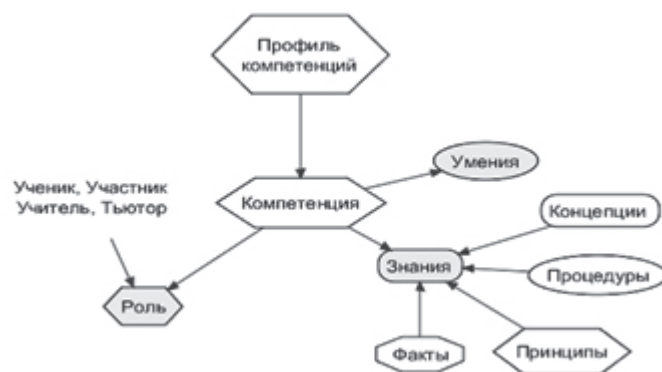 Профиль
компетенций
Умения
Ученик, Участник
Учитель, Тьютор
Компетенция
Концепции
Знания
Процедуры
Роль
Факты
Принципы